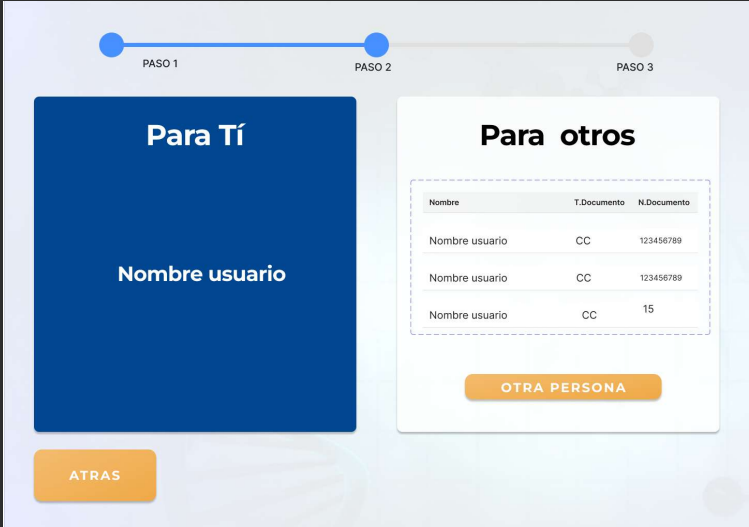 PASO 1
PASO 2
PASO 3
Para Tí
Nombre usuario
Para otros
Nombre T.Documento N.Documento
Nombre usuario CC 123456789
Nombre usuario CC 123456789
Nombre usuario CC 15
OTRA PERSONA
ATRAS